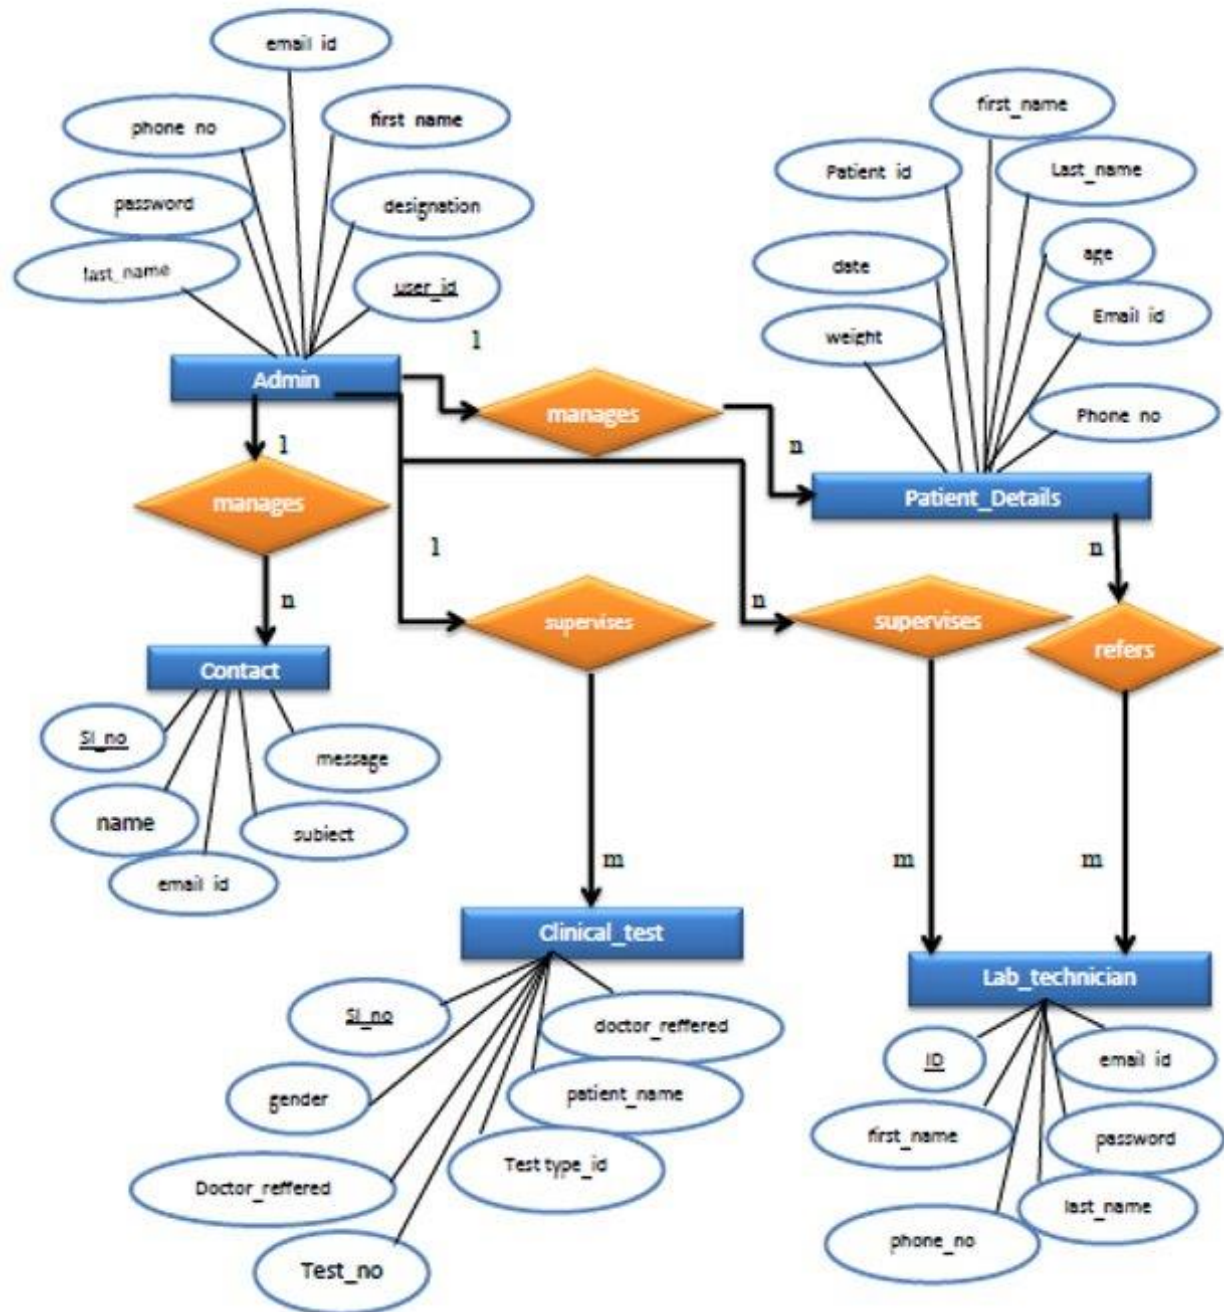 email id
first_name
phone no
first name
Patient id
Last_name
password
designation
last_name
date
age
user_id
Email id
weight
1
Admin
manages
Phone no
1
n
manages
Patient_Details
1
n
n
n
supervises
supervises
refers
Contact
Sl_no
message
name
subject
email id
m
m
m
Clinical_test
Lab_technician
Sl_no
doctor_reffered
ID
email id
gender
patient_name
first_name
password
Doctor_reffered
Test type_id
last_name
phone_no
Test_no